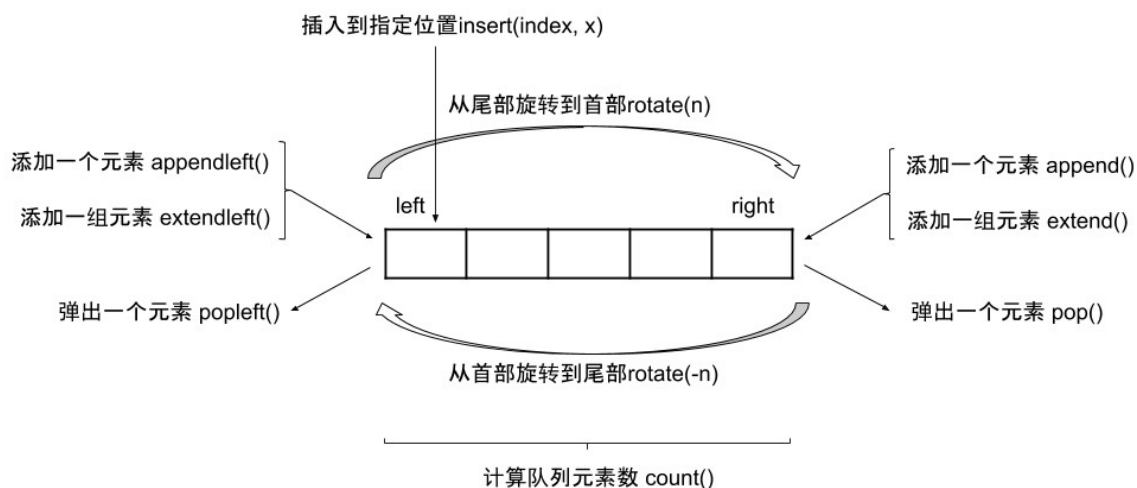 插入到指定位置insert(index, x)
从尾部旋转到首部rotate(n)
添加一个元素 appendleft()
添加一个元素 append()
left
right
添加一组元素 extendleft()
添加一组元素 extend()
弹出一个元素 popleft()
弹出一个元素 pop()
从首部旋转到尾部rotate(-n)
计算队列元素数 count()